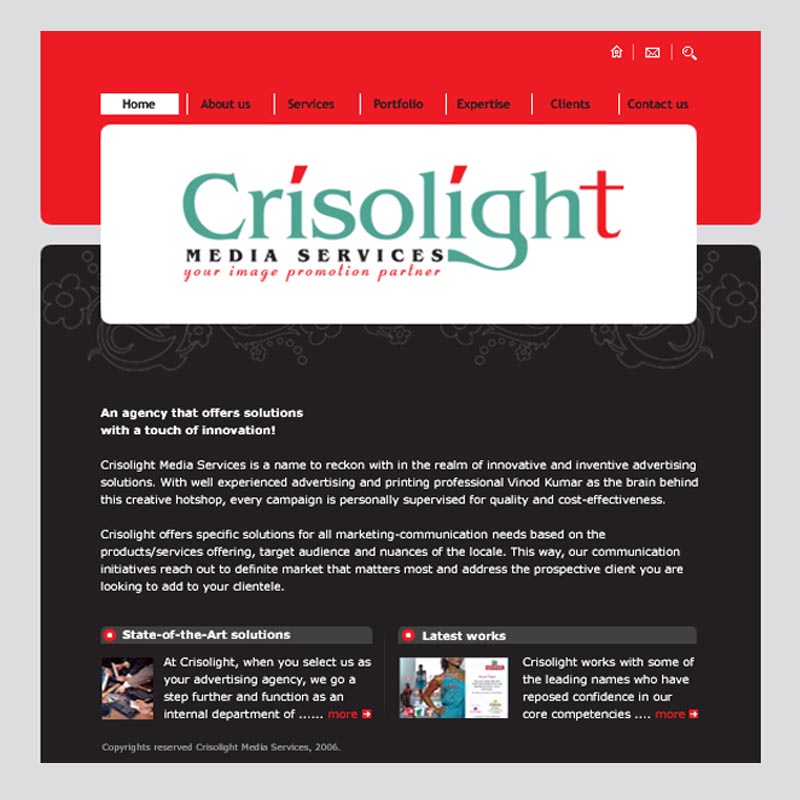 Home About us Services Portfolio Expertise Clients Contact us
Crisolight
MEDIA SERVICES
your image promotion partner
An agency that offers solutions
with a touch of innovation!
Crisolight Media Services is a name to reckon with in the realm of innovative and inventive advertising
solutions. With well experienced advertising and printing professional Vinod Kumar as the brain behind
this creative hotshop, every campaign is personally supervised for quality and cost-effectiveness.
Crisolight offers specific solutions for all marketing-communication needs based on the
products/services offering, target audience and nuances of the locale. This way, our communication
initiatives reach out to definite market that matters most and address the prospective client you are
looking to add to your clientele.
State-of-the-Art solutions
At Crisolight, when you select us as
your advertising agency, we go a
step further and function as an
internal department of ...... more
Latest works
Crisolight works with some of
the leading names who have
reposed confidence in our
core competencies .... more
Copyrights reserved Crisolight Media Services, 2006.